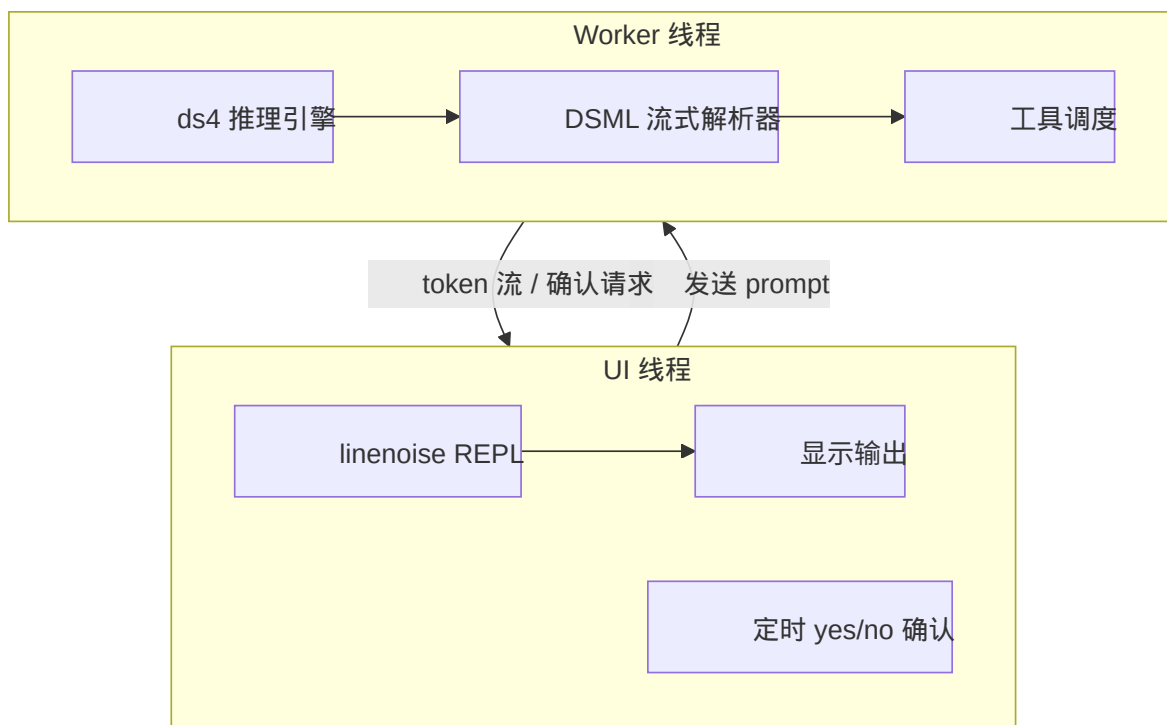 Worker 线程
ds4 推理引擎
DSML 流式解析器
工具调度
token 流 / 确认请求
发送 prompt
UI 线程
linenoise REPL
显示输出
定时 yes/no 确认